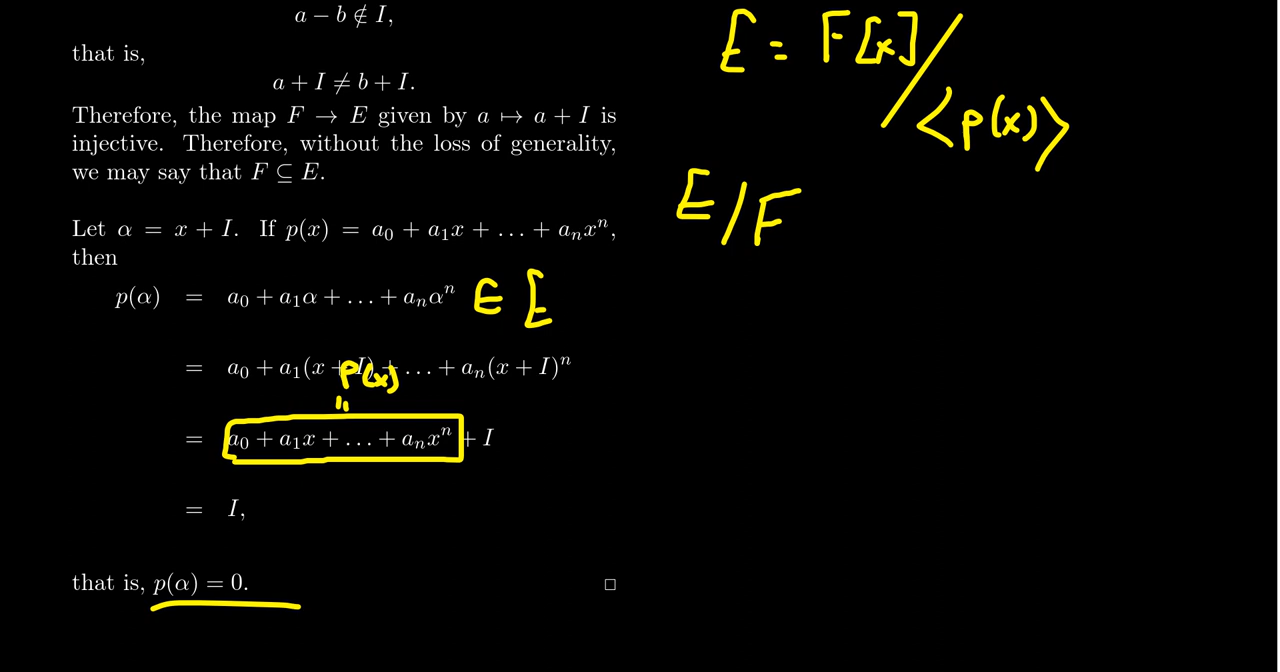 a − b ∉ I,
that is,
a + I ≠ b + I.
Therefore, the map F → E given by a ↦ a + I is
injective. Therefore, without the loss of generality,
we may say that F ⊆ E.
Let α = x + I. If p(x) = a₀ + a₁x + … + aₙxⁿ,
then
p(α) = a₀ + a₁α + … + aₙαⁿ ∈ E
= a₀ + a₁(x + I) + … + aₙ(x + I)ⁿ
p(x)
"
= a₀ + a₁x + … + aₙxⁿ + I
= I,
that is, p(α) = 0. □
E = F[x] / <p(x)>
E/F